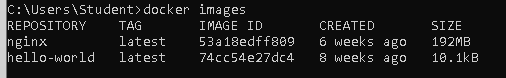 C:\Users\Student>docker images
REPOSITORY TAG IMAGE ID CREATED SIZE
nginx latest 53a18edff809 6 weeks ago 192MB
hello-world latest 74cc54e27dc4 8 weeks ago 10.1kB